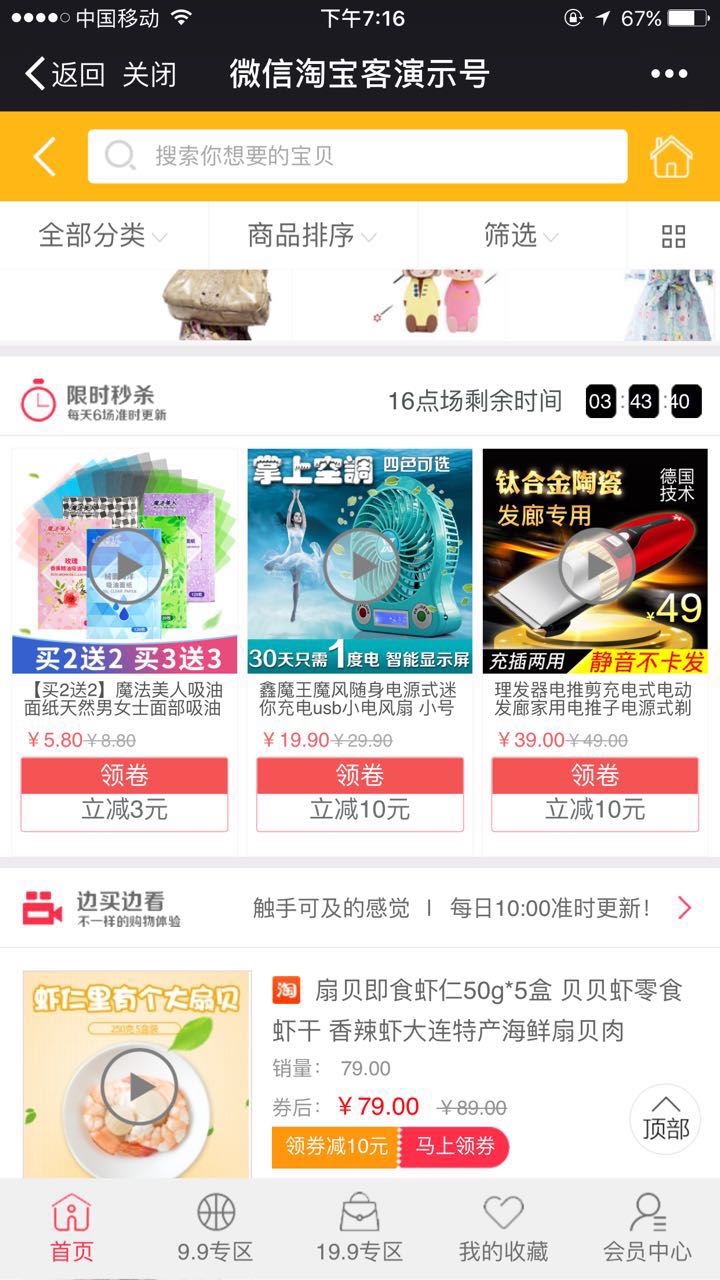 中国移动
下午7:16
67%
返回 关闭
微信淘宝客演示号
搜索你想要的宝贝
全部分类
商品排序
筛选
限时秒杀
每天6场准时更新
16点场剩余时间
03:43:40
魔法美人
魔法美人
玫瑰
吸油面纸
买2送2 买3送3
掌上空調
四色可选
30天只需1度电 智能显示屏
钛合金陶瓷
发廊专用
德国
技术
¥49
充插两用
静音不卡发
【买2送2】魔法美人吸油
面纸天然男女士面部吸油
¥5.80 ¥8.80
领卷
立减3元
鑫魔王魔风随身电源式迷
你充电usb小电风扇 小号
¥19.90 ¥29.90
领卷
立减10元
理发器电推剪充电式电动
发廊家用电推子电源式剃
¥39.00 ¥49.00
领卷
立减10元
边买边看
不一样的购物体验
触手可及的感觉 | 每日10:00准时更新!
虾仁里有个大扇贝
250克 5盒装
淘 扇贝即食虾仁50g*5盒 贝贝虾零食
虾干 香辣虾大连特产海鲜扇贝肉
销量: 79.00
券后: ¥79.00 ¥89.00
领券减10元 马上领券
顶部
首页
9.9专区
19.9专区
我的收藏
会员中心